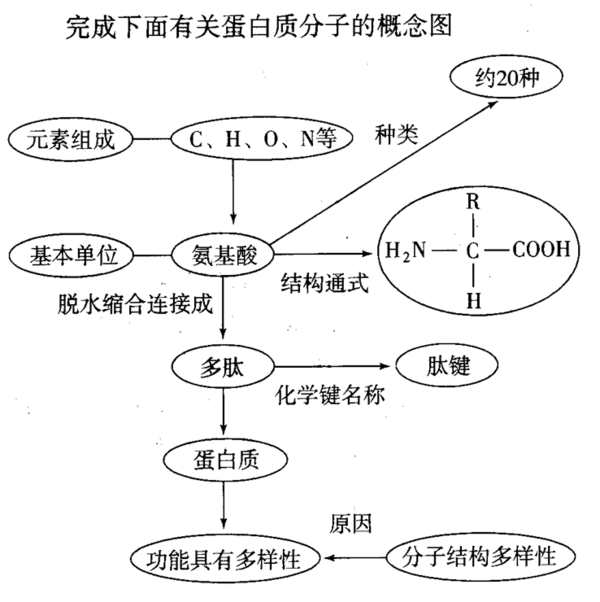 完成下面有关蛋白质分子的概念图
约20种
元素组成
C、H、O、N等
种类
R
基本单位
氨基酸
H₂N—C—COOH
结构通式
H
脱水缩合连接成
多肽
肽键
化学键名称
蛋白质
原因
功能具有多样性
分子结构多样性